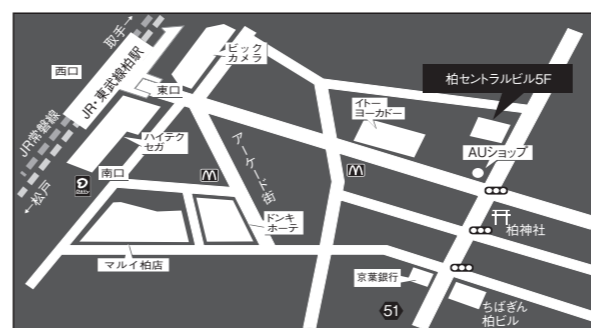 取手→
ビック
カメラ
西口
JR・東武線柏駅
東口
柏セントラルビル5F
イトー
ヨーカドー
JR常磐線
ハイテク
セガ
アーケード街
AUショップ
南口
←松戸
ドンキ
ホーテ
柏神社
マルイ柏店
京葉銀行
51
ちばぎん
柏ビル